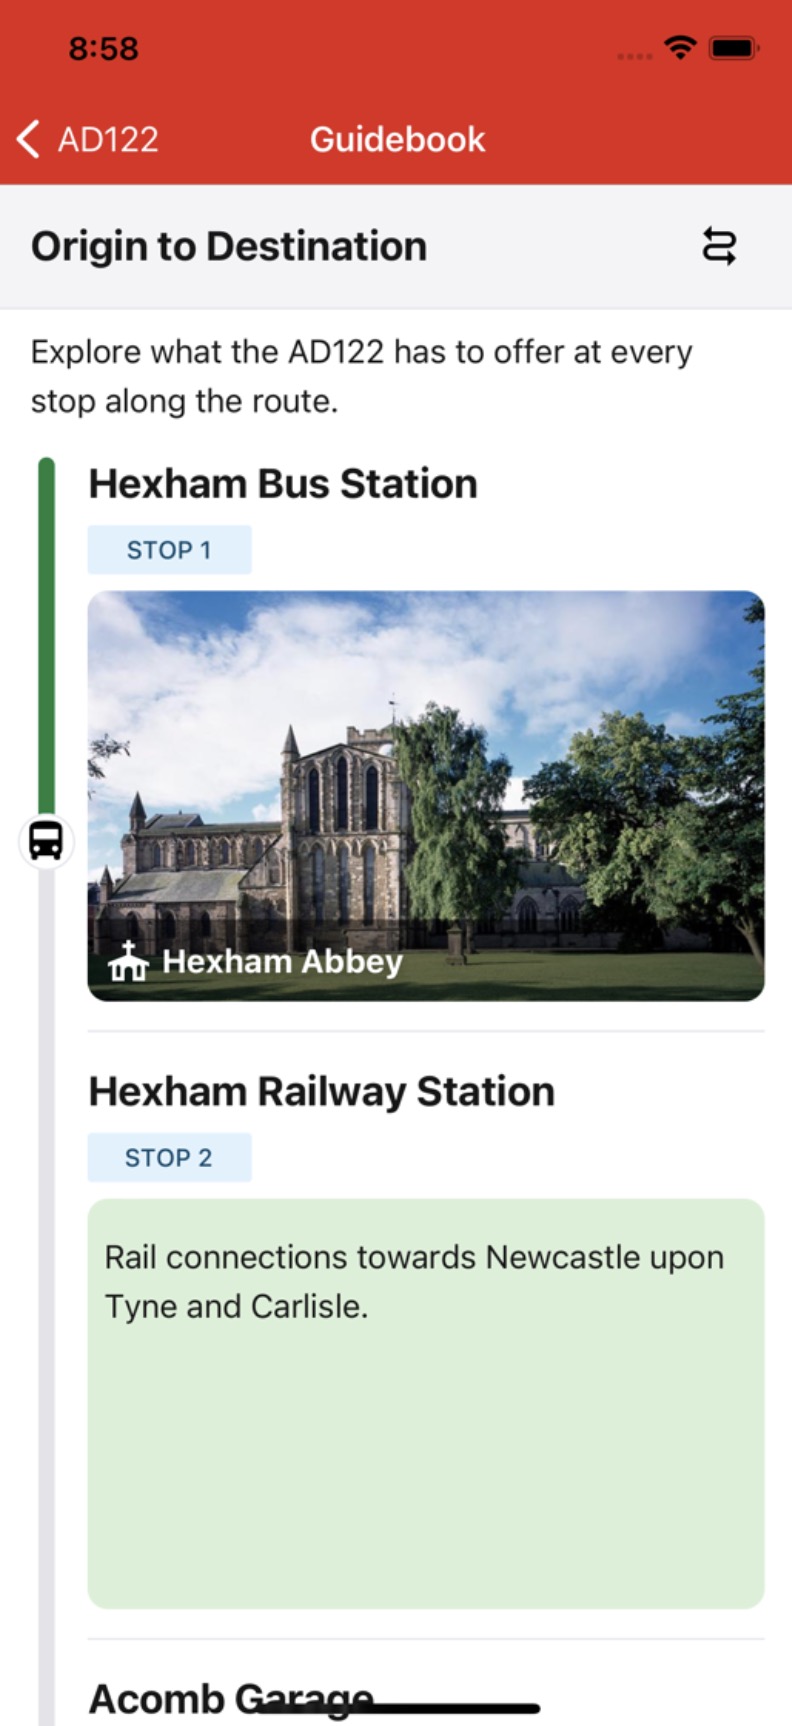 8:58
AD122
Guidebook
Origin to Destination
Explore what the AD122 has to offer at every
stop along the route.
Hexham Bus Station
STOP 1
Hexham Abbey
Hexham Railway Station
STOP 2
Rail connections towards Newcastle upon
Tyne and Carlisle.
Acomb Garage